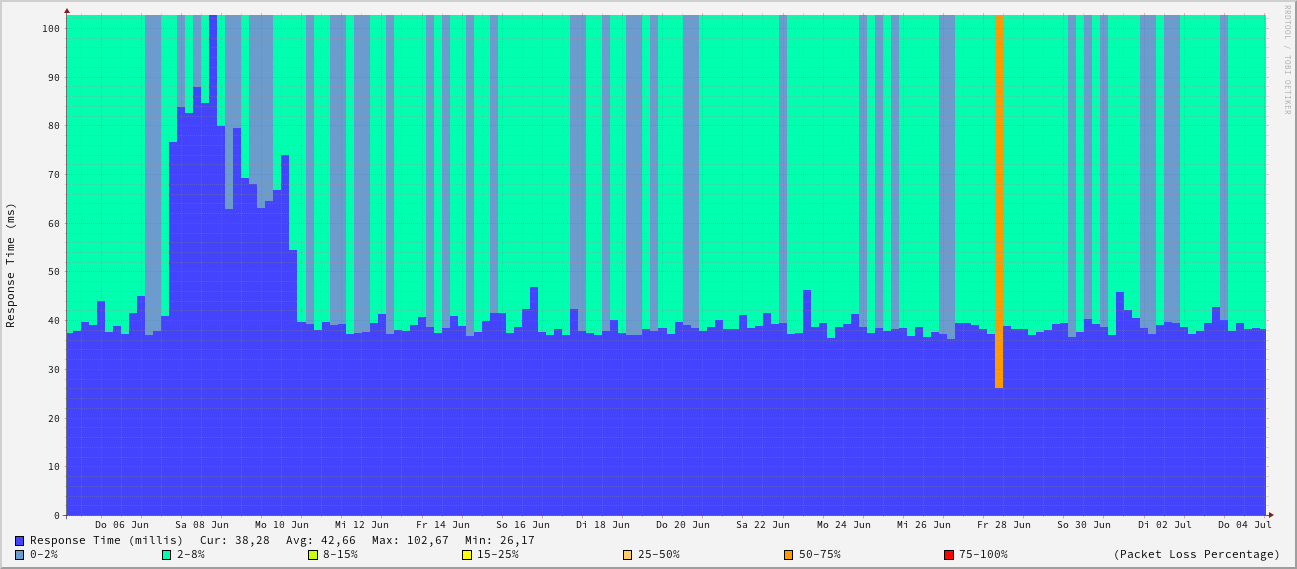 RRDTOOL / TOBI OETIKER
Response Time (ms)
100
90
80
70
60
50
40
30
20
10
0
Do 06 Jun Sa 08 Jun Mo 10 Jun Mi 12 Jun Fr 14 Jun So 16 Jun Di 18 Jun Do 20 Jun Sa 22 Jun Mo 24 Jun Mi 26 Jun Fr 28 Jun So 30 Jun Di 02 Jul Do 04 Jul
Response Time (millis) Cur: 38,28 Avg: 42,66 Max: 102,67 Min: 26,17
0-2% 2-8% 8-15% 15-25% 25-50% 50-75% 75-100% (Packet Loss Percentage)